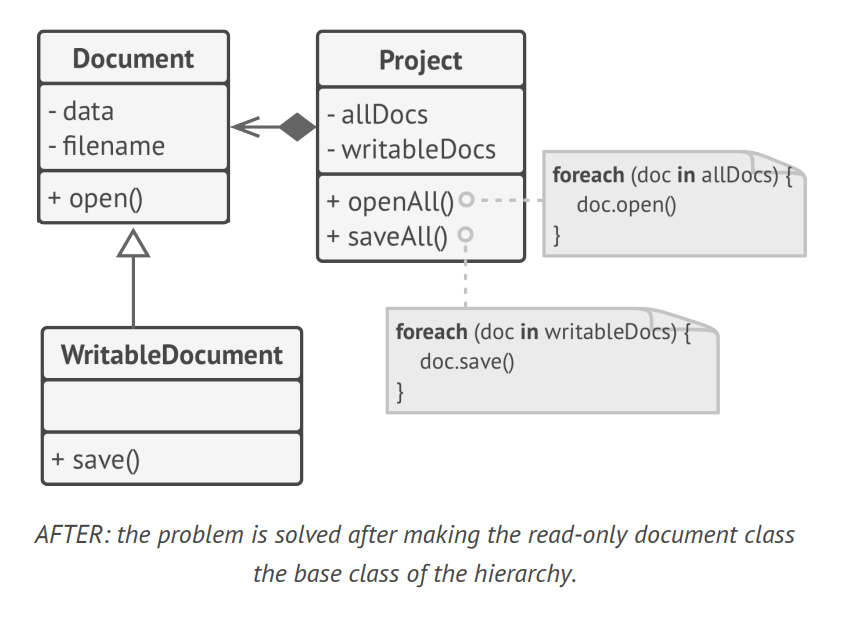 Document
- data
- filename
+ open()
Project
- allDocs
- writableDocs
+ openAll()
+ saveAll()
foreach (doc in allDocs) {
doc.open()
}
foreach (doc in writableDocs) {
doc.save()
}
WritableDocument
+ save()
AFTER: the problem is solved after making the read-only document class
the base class of the hierarchy.